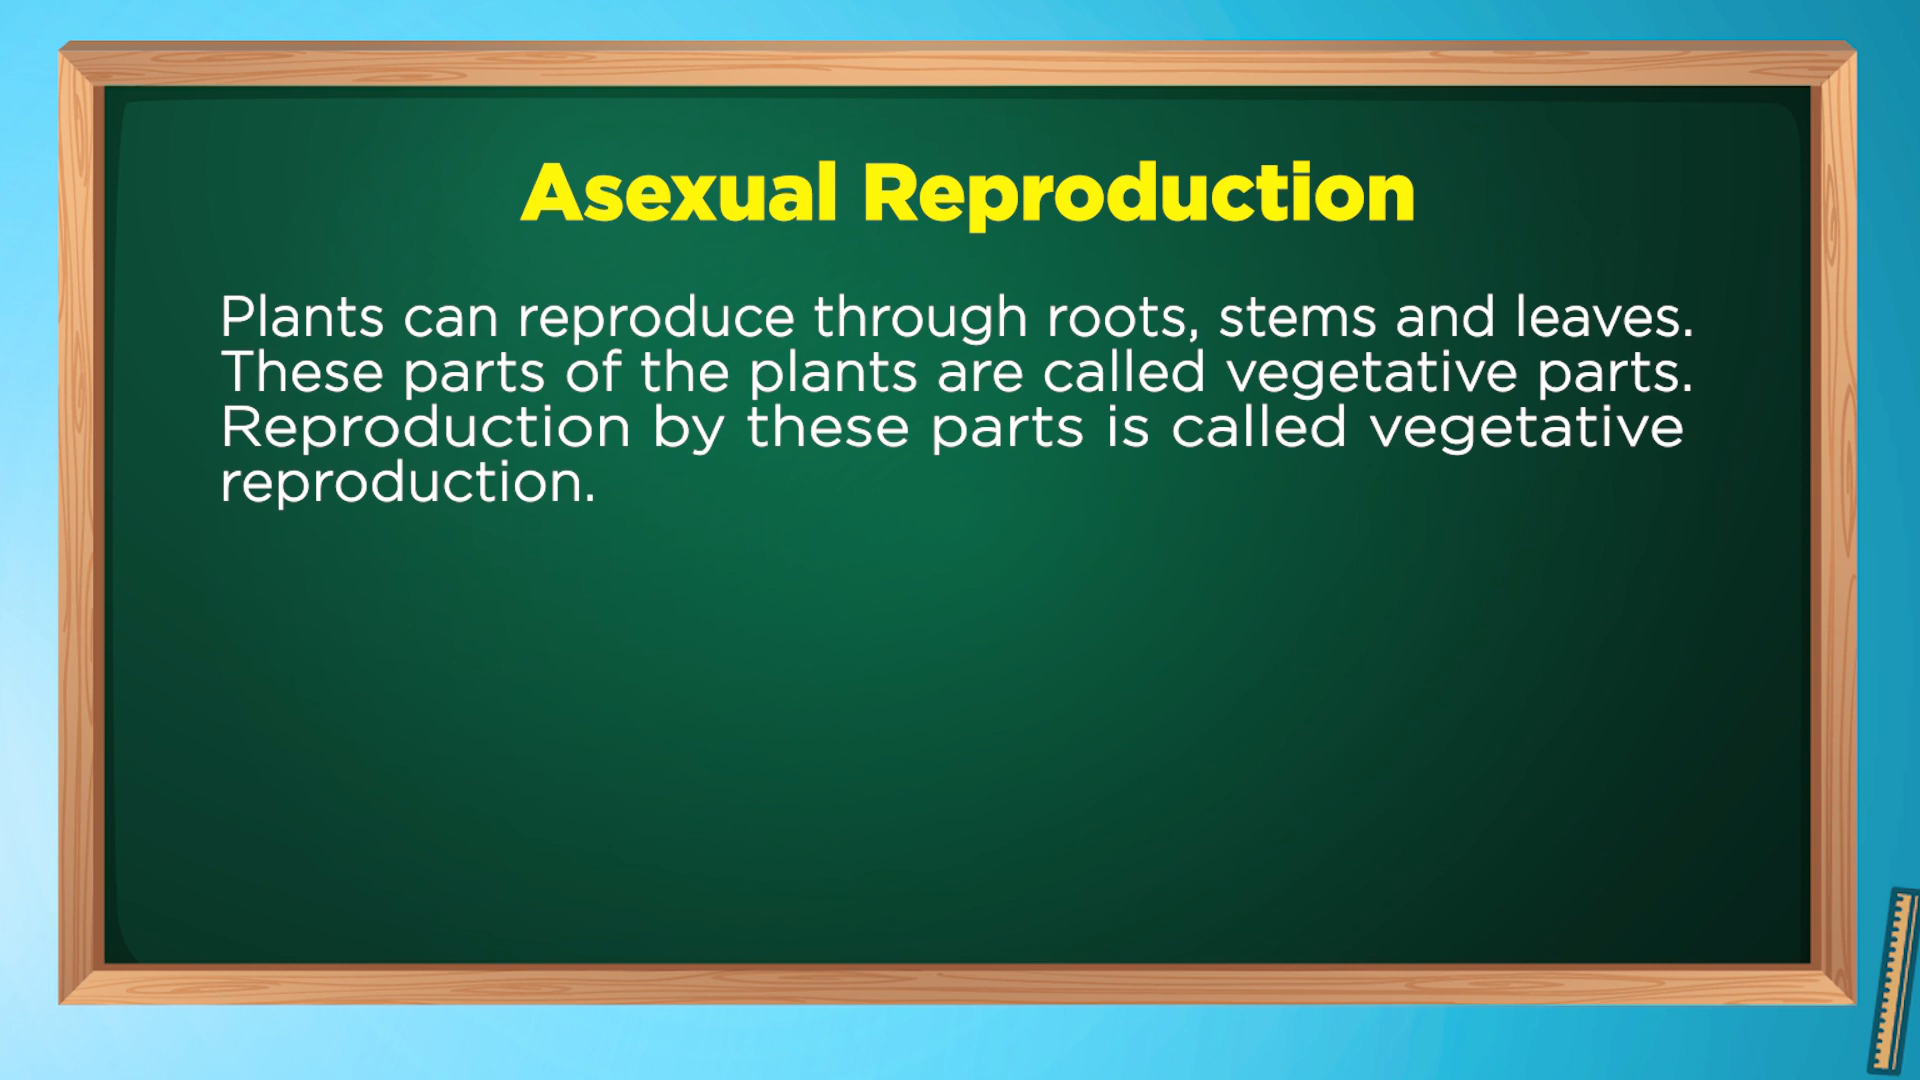 Asexual Reproduction
Plants can reproduce through roots, stems and leaves.
These parts of the plants are called vegetative parts.
Reproduction by these parts is called vegetative
reproduction.